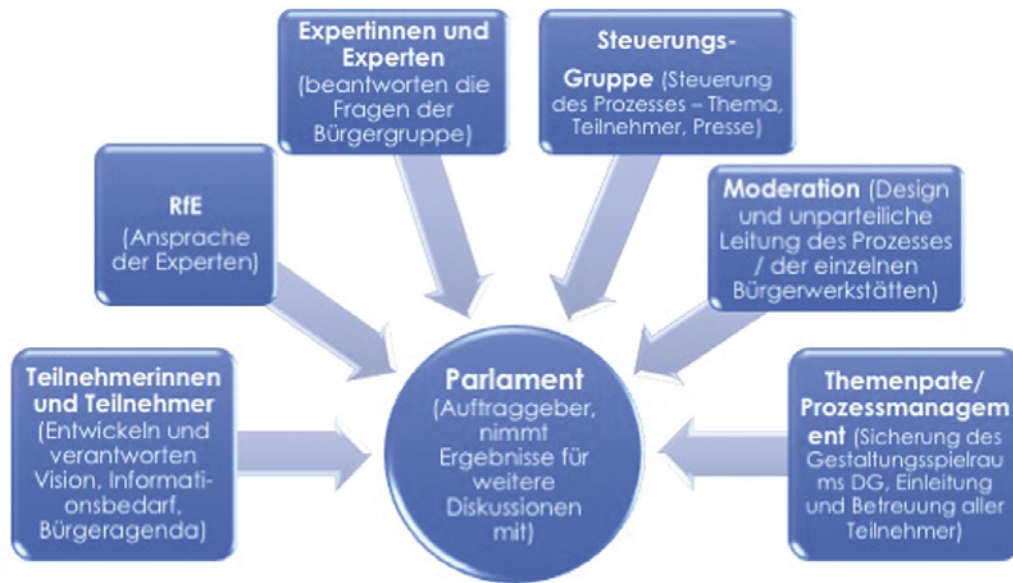 Expertinnen und
Experten
(beantworten die
Fragen der
Bürgergruppe)
Steuerungs-
Gruppe (Steuerung
des Prozesses – Thema,
Teilnehmer, Presse)
RfE
(Ansprache
der Experten)
Moderation (Design
und unparteiliche
Leitung des Prozesses
/ der einzelnen
Bürgerwerkstätten)
Teilnehmerinnen
und Teilnehmer
(Entwickeln und
verantworten
Vision, Informati-
onsbedarf,
Bürgeragenda)
Parlament
(Auftraggeber,
nimmt
Ergebnisse für
weitere
Diskussionen
mit)
Themenpate/
Prozessmanagem
ent (Sicherung des
Gestaltungsspielrau
ms DG, Einleitung
und Betreuung aller
Teilnehmer)